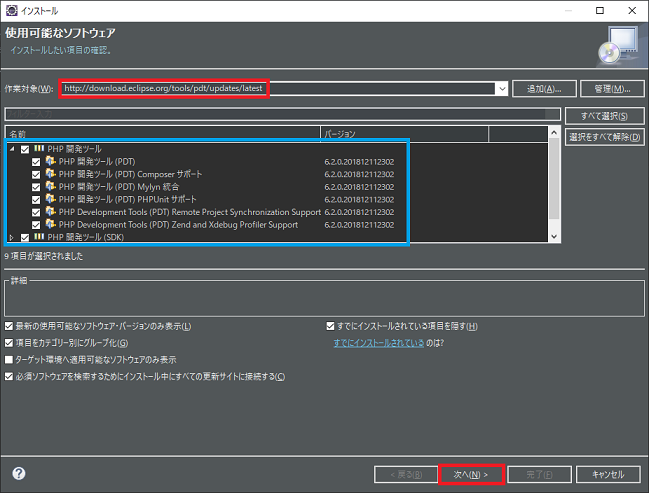 インストール
使用可能なソフトウェア
インストールしたい項目の確認。
作業対象(W): http://download.eclipse.org/tools/pdt/updates/latest 追加(A)... 管理(M)...
すべて選択(S)
名前 バージョン 選択をすべて解除(D)
PHP 開発ツール
PHP 開発ツール (PDT) 6.2.0.201812112302
PHP 開発ツール (PDT) Composer サポート 6.2.0.201812112302
PHP 開発ツール (PDT) Mylyn 統合 6.2.0.201812112302
PHP 開発ツール (PDT) PHPUnit サポート 6.2.0.201812112302
PHP Development Tools (PDT) Remote Project Synchronization Support 6.2.0.201812112302
PHP Development Tools (PDT) Zend and Xdebug Profiler Support 6.2.0.201812112302
PHP 開発ツール (SDK)
9 項目が選択されました
詳細
最新の使用可能なソフトウェア・バージョンのみ表示(L) すでにインストールされている項目を隠す(H)
項目をカテゴリー別にグループ化(G) すでにインストールされている のは?
ターゲット環境へ適用可能なソフトウェアのみ表示
必須ソフトウェアを検索するためにインストール中にすべての更新サイトに接続する(C)
? < 戻る(B) 次へ(N) > 完了(F) キャンセル